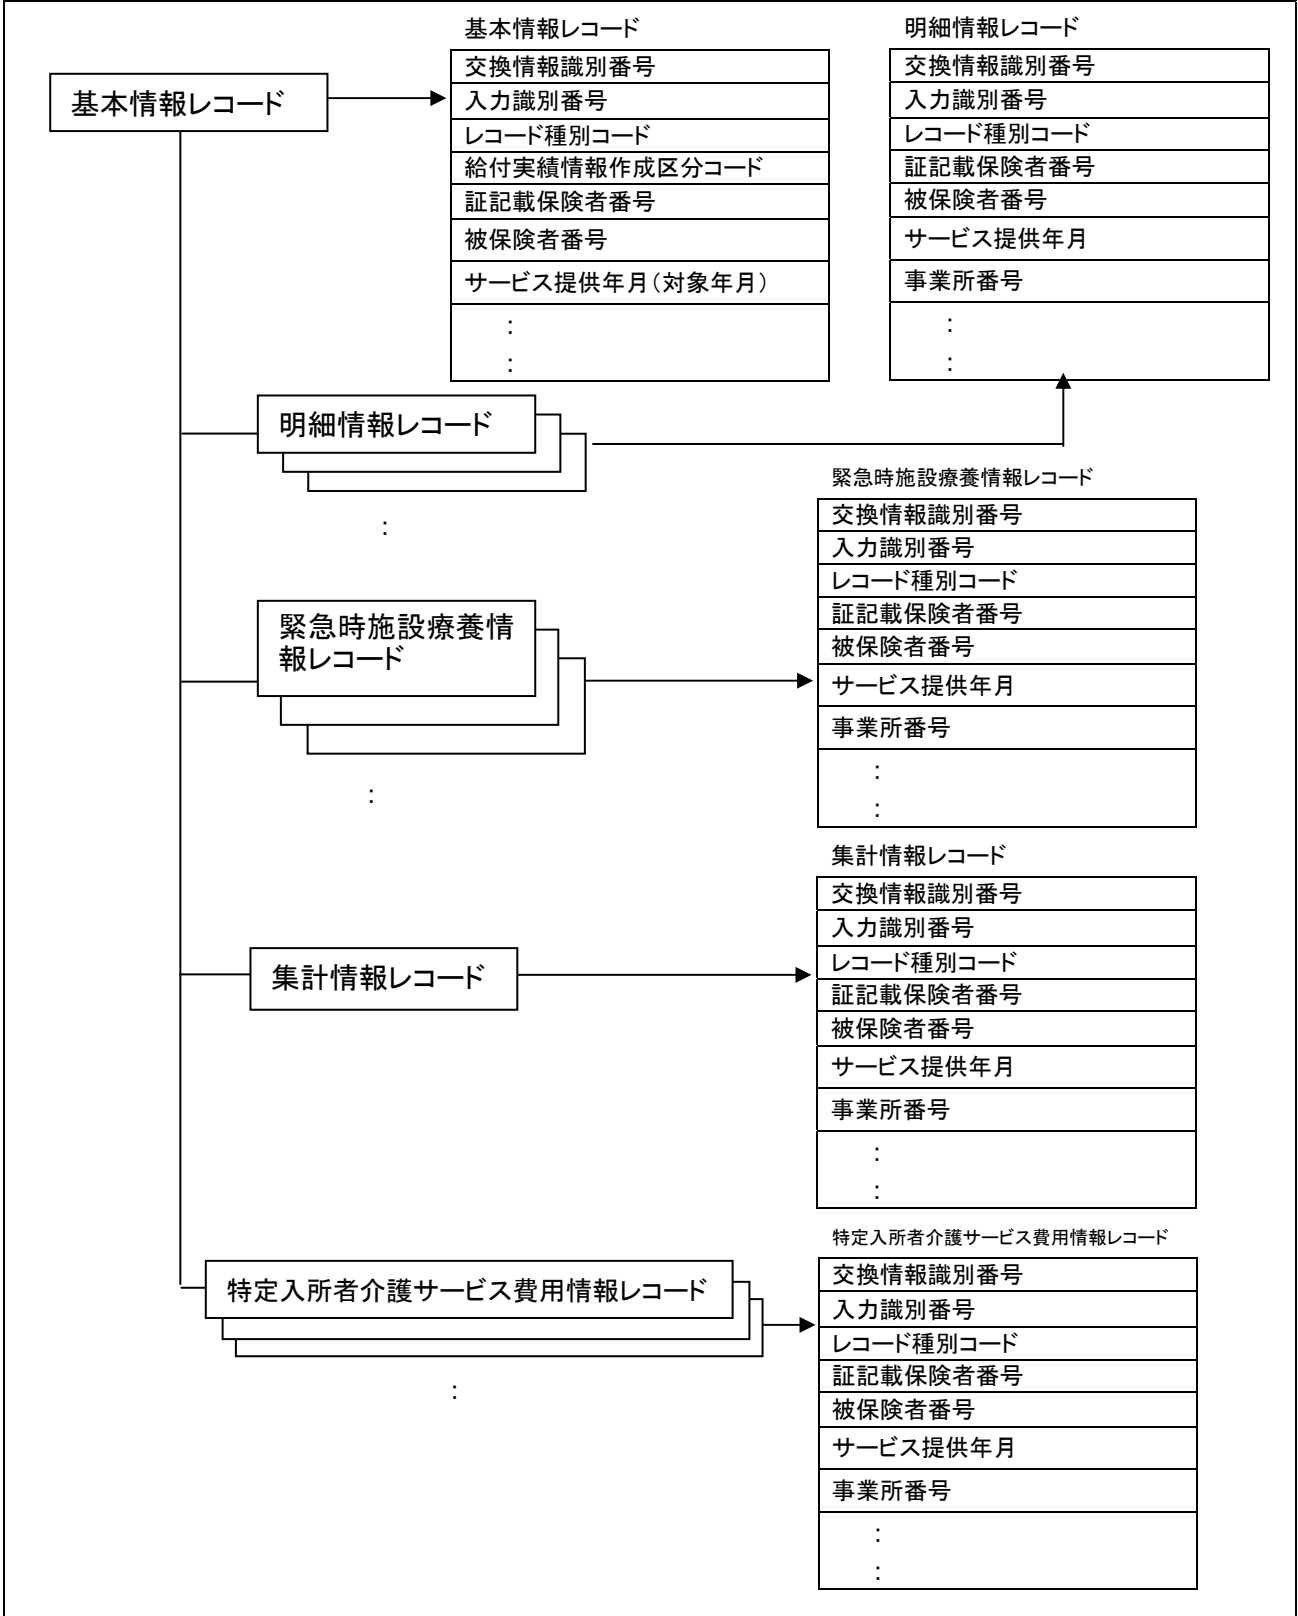 基本情報レコード
基本情報レコード
交換情報識別番号
入力識別番号
レコード種別コード
給付実績情報作成区分コード
証記載保険者番号
被保険者番号
サービス提供年月(対象年月)
:
:
明細情報レコード
交換情報識別番号
入力識別番号
レコード種別コード
証記載保険者番号
被保険者番号
サービス提供年月
事業所番号
:
:
明細情報レコード
:
緊急時施設療養情
報レコード
:
緊急時施設療養情報レコード
交換情報識別番号
入力識別番号
レコード種別コード
証記載保険者番号
被保険者番号
サービス提供年月
事業所番号
:
:
集計情報レコード
集計情報レコード
交換情報識別番号
入力識別番号
レコード種別コード
証記載保険者番号
被保険者番号
サービス提供年月
事業所番号
:
:
特定入所者介護サービス費用情報レコード
:
特定入所者介護サービス費用情報レコード
交換情報識別番号
入力識別番号
レコード種別コード
証記載保険者番号
被保険者番号
サービス提供年月
事業所番号
:
: